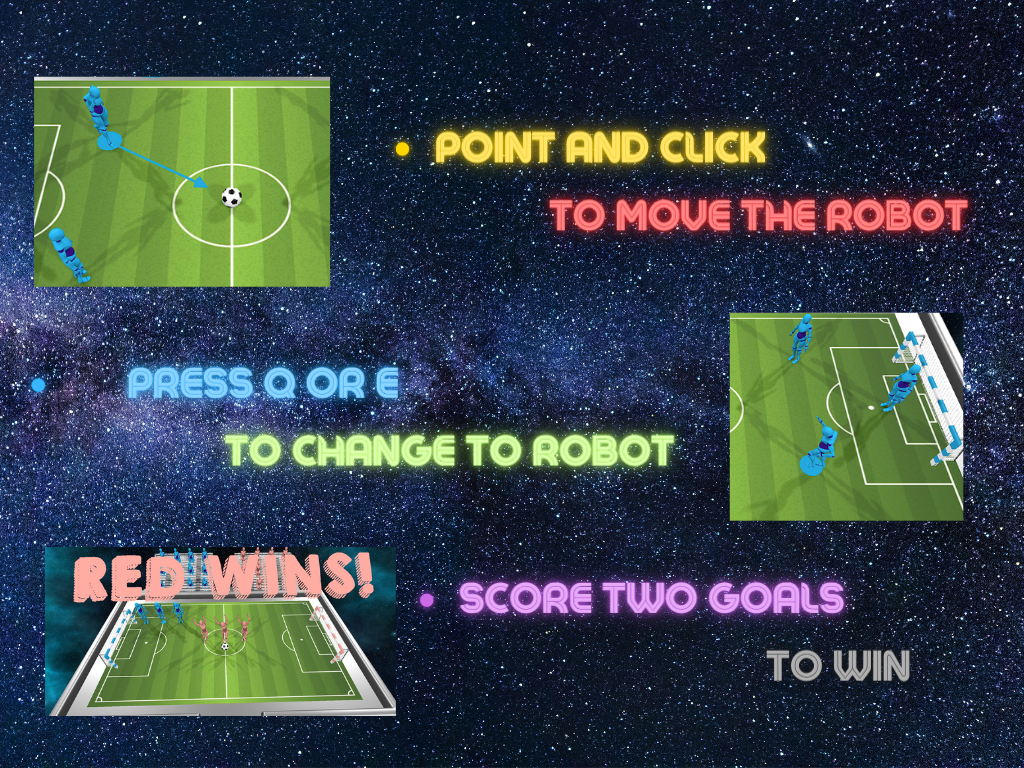 • POINT AND CLICK
TO MOVE THE ROBOT
• PRESS Q OR E
TO CHANGE TO ROBOT
RED WINS!
• SCORE TWO GOALS
TO WIN